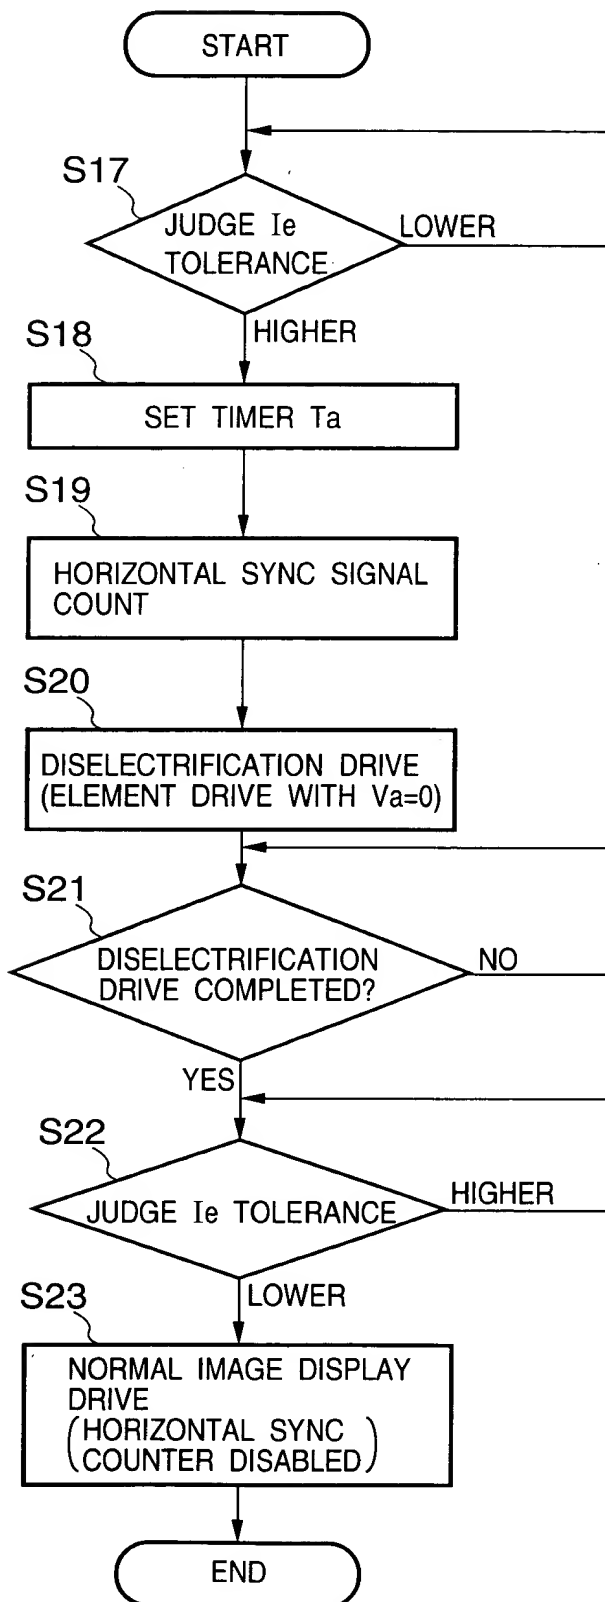 START
S17
JUDGE Ie
TOLERANCE
LOWER
HIGHER
S18
SET TIMER Ta
S19
HORIZONTAL SYNC SIGNAL
COUNT
S20
DISELECTRIFICATION DRIVE
(ELEMENT DRIVE WITH Va=0)
S21
DISELECTRIFICATION
DRIVE COMPLETED?
NO
YES
S22
JUDGE Ie TOLERANCE
HIGHER
LOWER
S23
NORMAL IMAGE DISPLAY
DRIVE
(HORIZONTAL SYNC
COUNTER DISABLED)
END